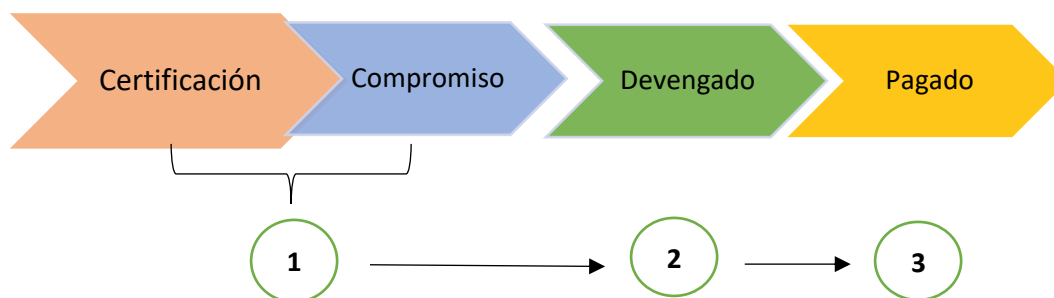 Certificación
Compromiso
Devengado
Pagado
1
2
3